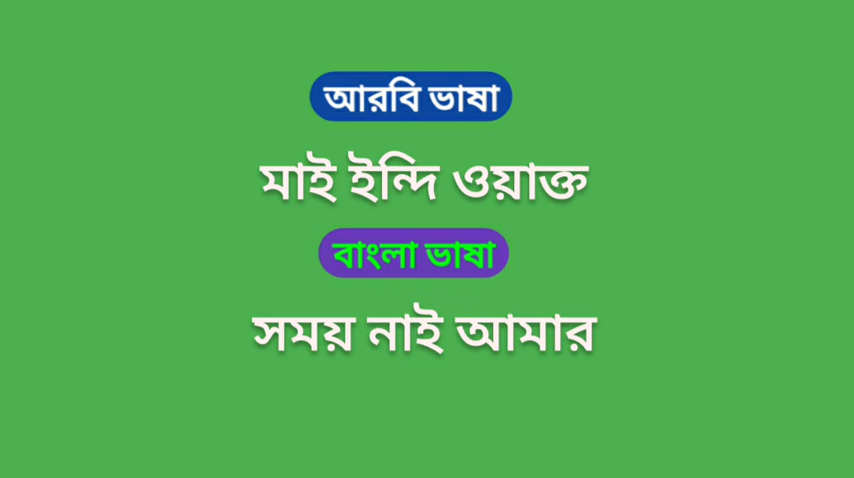 আরবি ভাষা
মাই ইন্দি ওয়াক্ত
বাংলা ভাষা
সময় নাই আমার